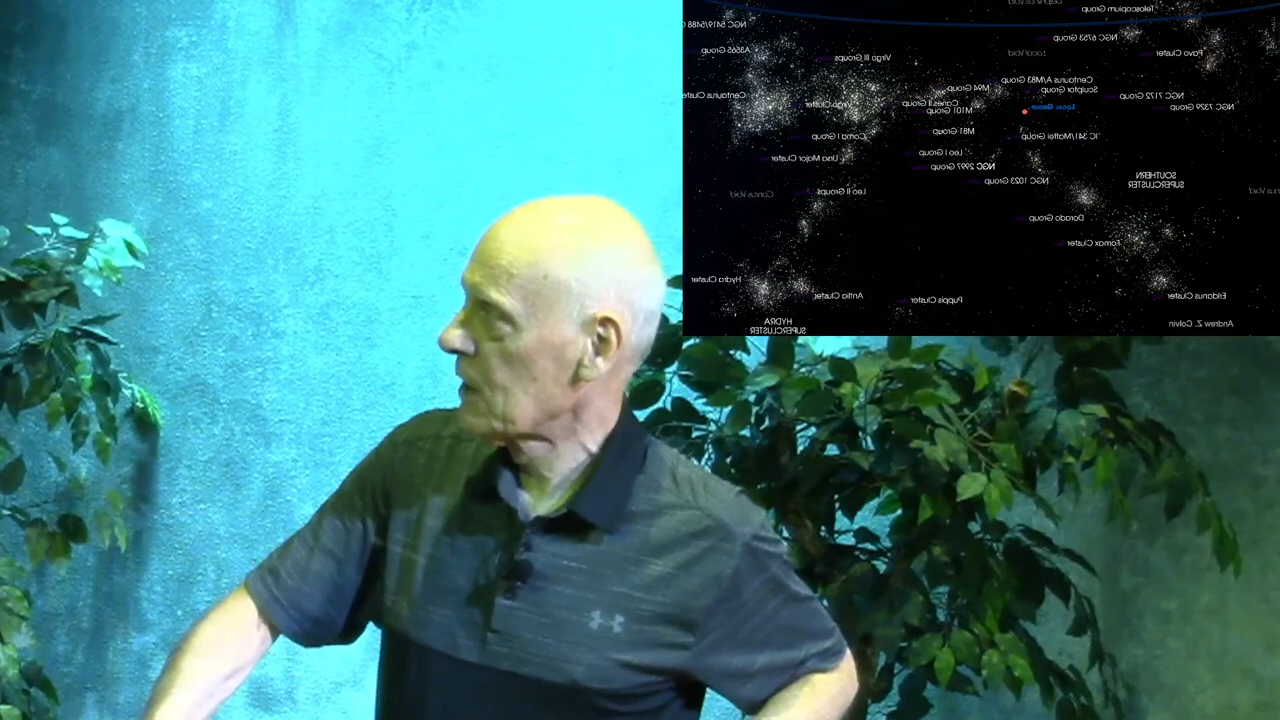 Delphinus Void
Telescopium Group
NGC 5419/5488
NGC 6753 Group
A3565 Group
Virgo III Groups
Local Void
Pavo Cluster
Centaurus A/M83 Group
M94 Group
Sculptor Group
Centaurus Cluster
Virgo Cluster
Canes II Group
M101 Group
Local Group
NGC 7172 Group
NGC 7329 Group
Coma I Group
M81 Group
IC 341/Maffei Group
Ursa Major Cluster
Leo I Group
NGC 2997 Group
NGC 1023 Group
SOUTHERN
SUPERCLUSTER
Corvus Void
Leo II Groups
Void
Dorado Group
Fornax Cluster
Hydra Cluster
Antlia Cluster
Puppis Cluster
Eridanus Cluster
HYDRA
SUPERCLUSTER
Andrew Z. Colvin